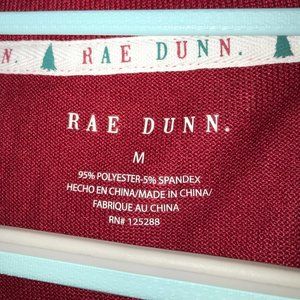 N. RAE DUNN.
RAE DUNN.
M
95% POLYESTER-5% SPANDEX
HECHO EN CHINA/MADE IN CHINA/
FABRIQUE AU CHINA
RN# 125288